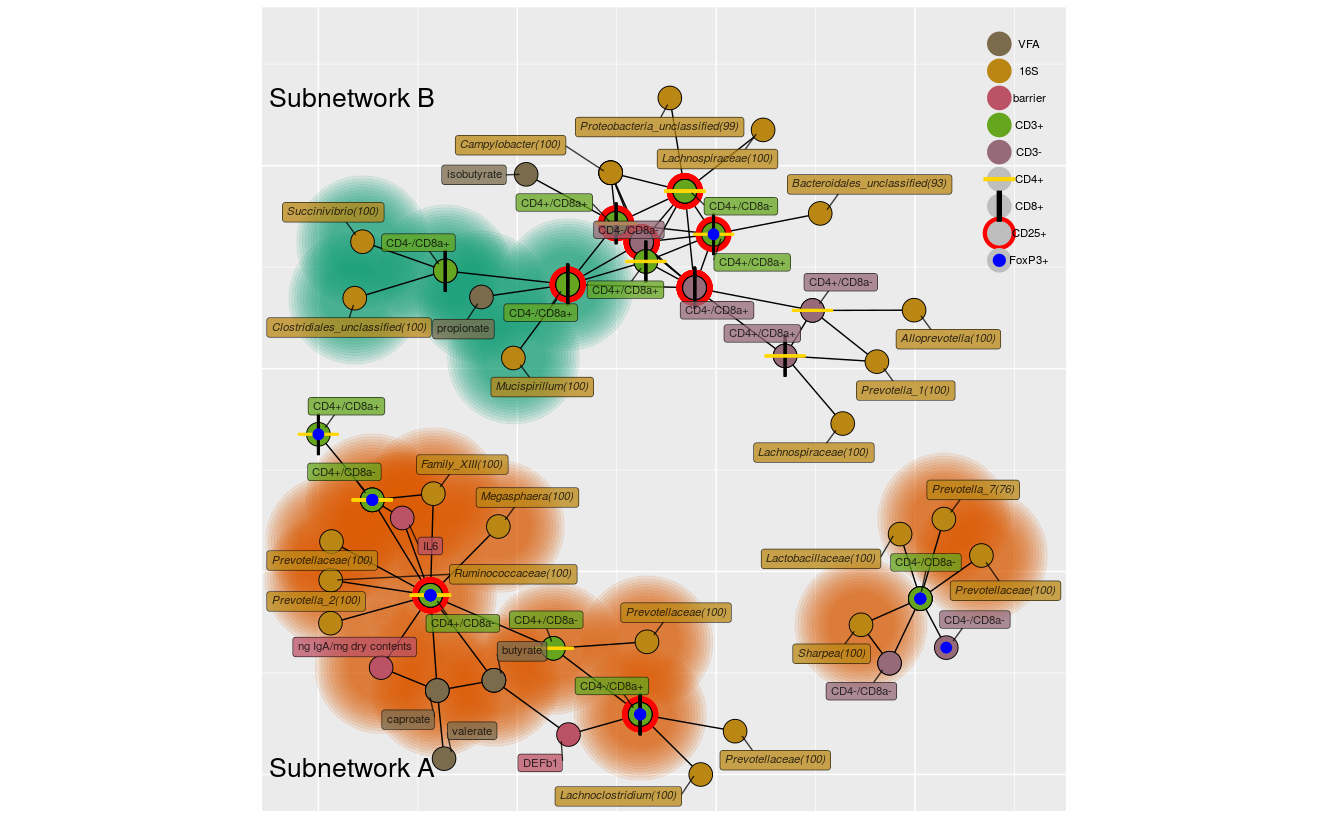 VFA
16S
Subnetwork B
barrier
Proteobacteria_unclassified(99)
CD3+
Campylobacter(100)
Lachnospiraceae(100)
CD3-
isobutyrate
Bacteroidales_unclassified(93)
CD4+
CD4+/CD8a+
CD4+/CD8a-
CD8+
Succinivibrio(100)
CD4-/CD8a-
CD25+
CD4-/CD8a+
CD4+/CD8a+
FoxP3+
CD4+/CD8a+
CD4+/CD8a-
CD4-/CD8a+
CD4-/CD8a+
Clostridiales_unclassified(100)
propionate
CD4+/CD8a+
Alloprevotella(100)
Mucispirillum(100)
Prevotella_1(100)
CD4+/CD8a+
Lachnospiraceae(100)
CD4+/CD8a-
Family_XIII(100)
Megasphaera(100)
Prevotella_7(76)
IL6
Prevotellaceae(100)
Lactobacillaceae(100)
CD4-/CD8a-
Ruminococcaceae(100)
Prevotellaceae(100)
Prevotella_2(100)
CD4+/CD8a-
CD4+/CD8a-
Prevotellaceae(100)
CD4-/CD8a-
ng IgA/mg dry contents
butyrate
Sharpea(100)
CD4-/CD8a+
CD4-/CD8a-
caproate
valerate
DEFb1
Prevotellaceae(100)
Subnetwork A
Lachnoclostridium(100)